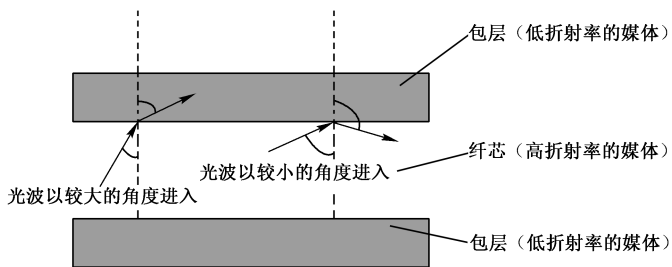 包层（低折射率的媒体）
纤芯（高折射率的媒体）
光波以较小的角度进入
光波以较大的角度进入
包层（低折射率的媒体）